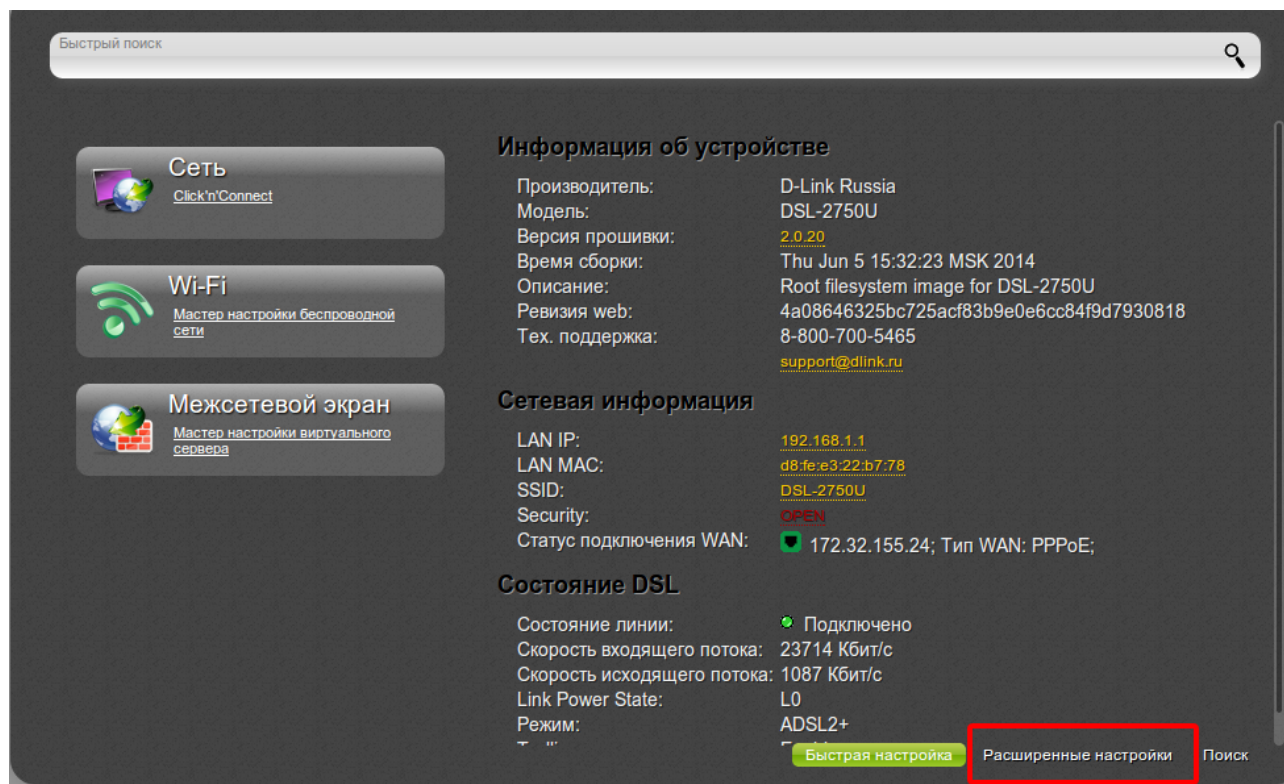 Быстрый поиск
Сеть
Click'n'Connect
Wi-Fi
Мастер настройки беспроводной
сети
Межсетевой экран
Мастер настройки виртуального
сервера
Информация об устройстве
Производитель: D-Link Russia
Модель: DSL-2750U
Версия прошивки: 2.0.20
Время сборки: Thu Jun 5 15:32:23 MSK 2014
Описание: Root filesystem image for DSL-2750U
Ревизия web: 4a08646325bc725acf83b9e0e6cc84f9d7930818
Тех. поддержка: 8-800-700-5465
support@dlink.ru
Сетевая информация
LAN IP: 192.168.1.1
LAN MAC: d8:fe:e3:22:b7:78
SSID: DSL-2750U
Security: OPEN
Статус подключения WAN: 172.32.155.24; Тип WAN: PPPoE;
Состояние DSL
Состояние линии: Подключено
Скорость входящего потока: 23714 Кбит/с
Скорость исходящего потока: 1087 Кбит/с
Link Power State: L0
Режим: ADSL2+
Быстрая настройка Расширенные настройки Поиск